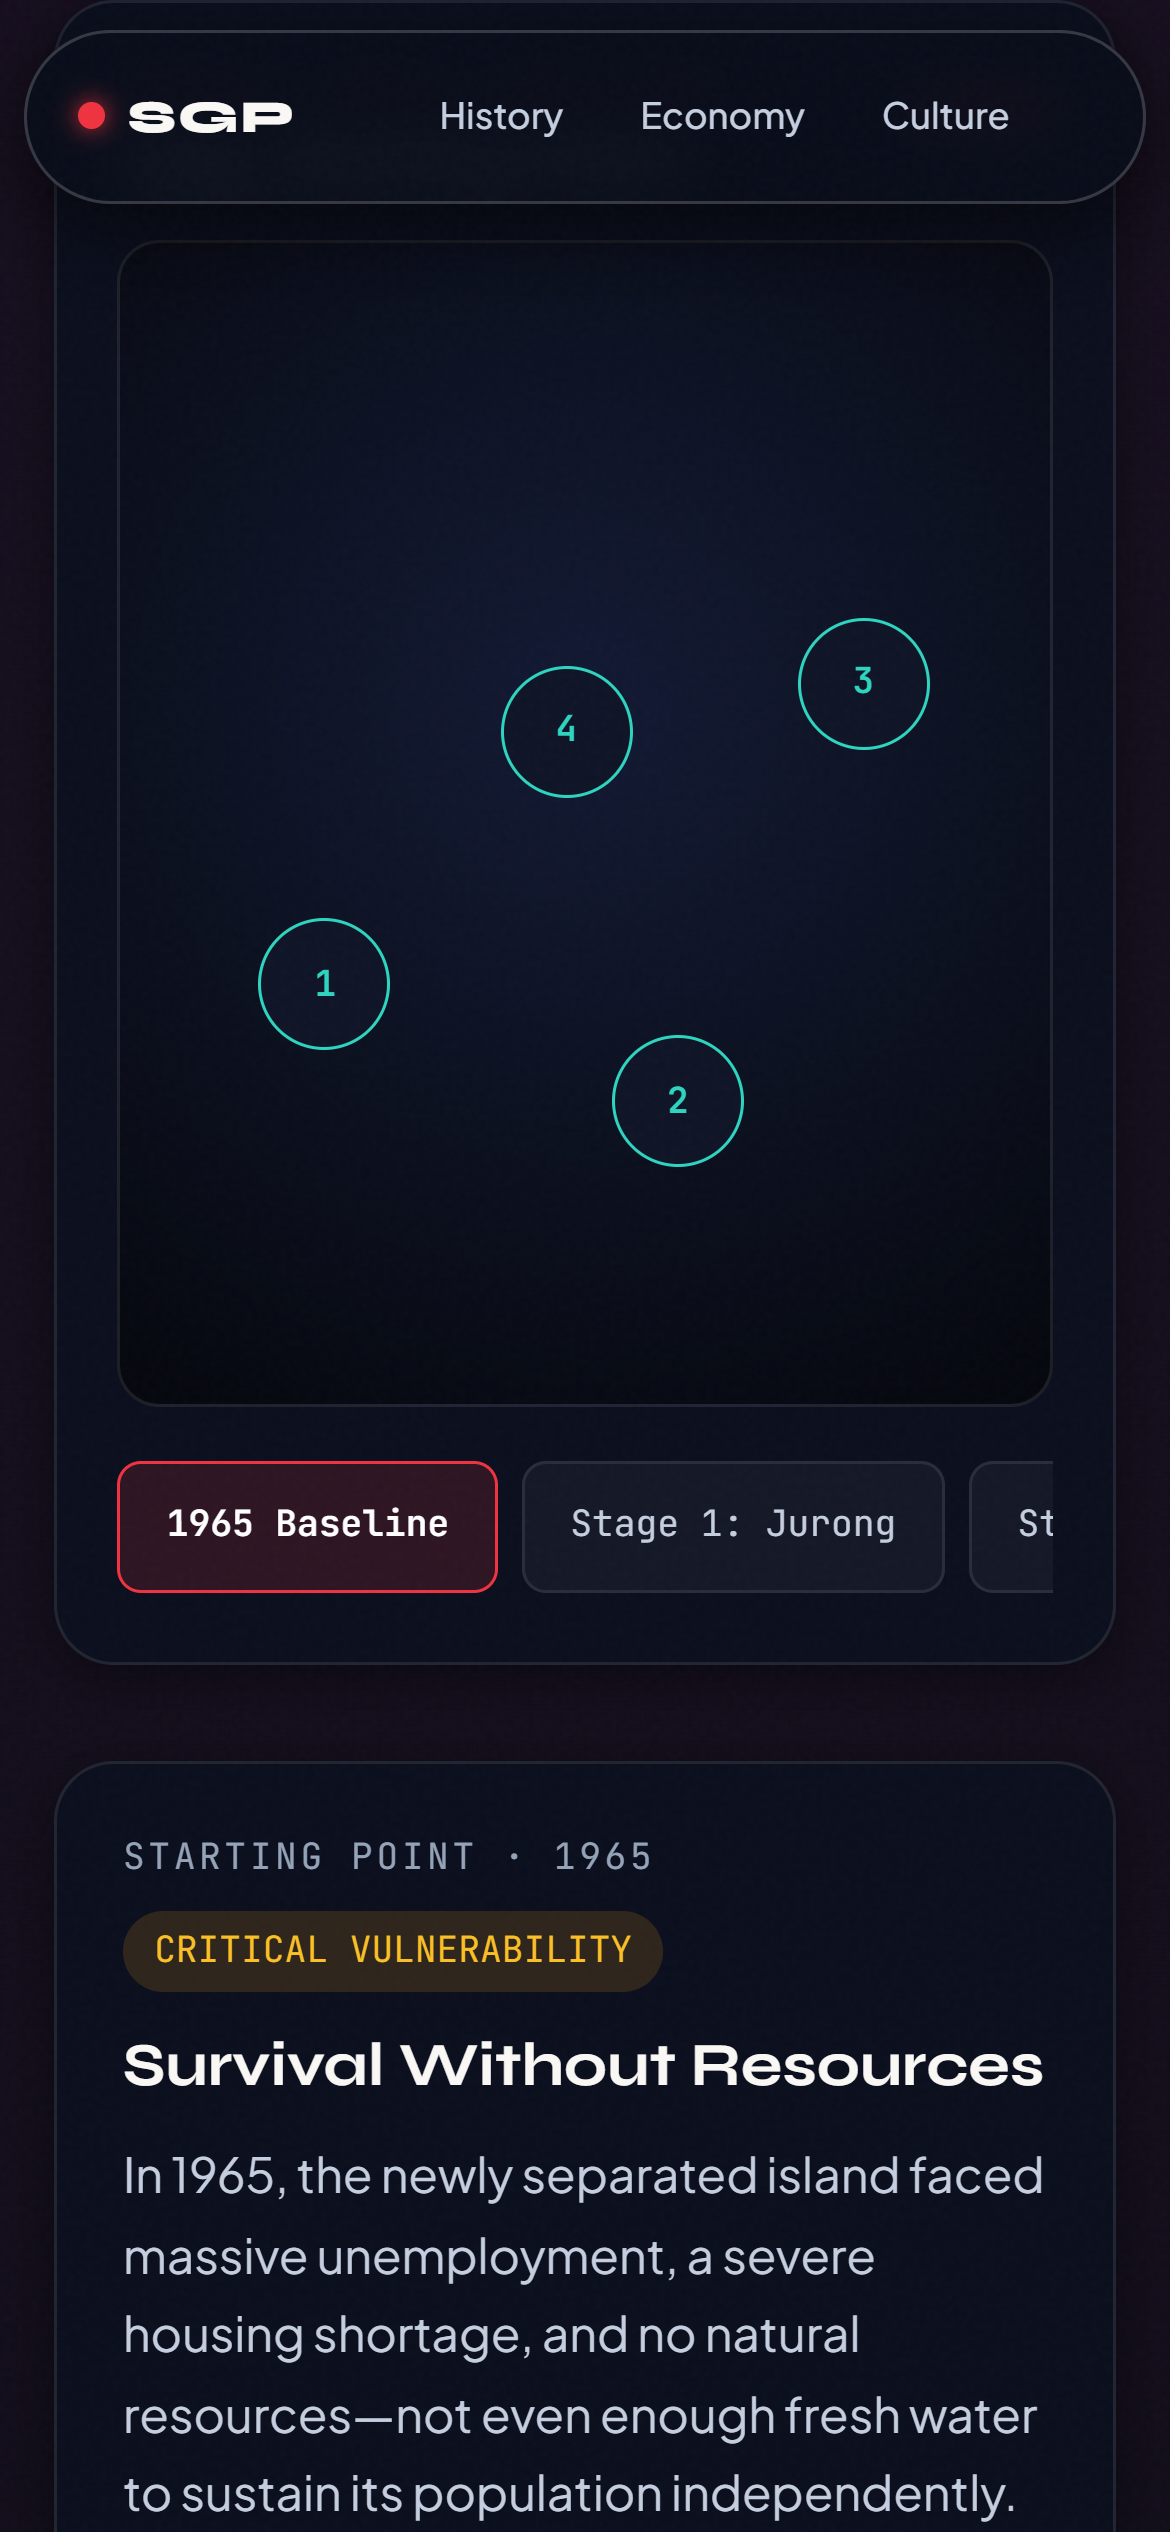 SGP
History
Economy
Culture
3
4
1
2
1965 Baseline
Stage 1: Jurong
St
STARTING POINT · 1965
CRITICAL VULNERABILITY
Survival Without Resources
In 1965, the newly separated island faced
massive unemployment, a severe
housing shortage, and no natural
resources—not even enough fresh water
to sustain its population independently.